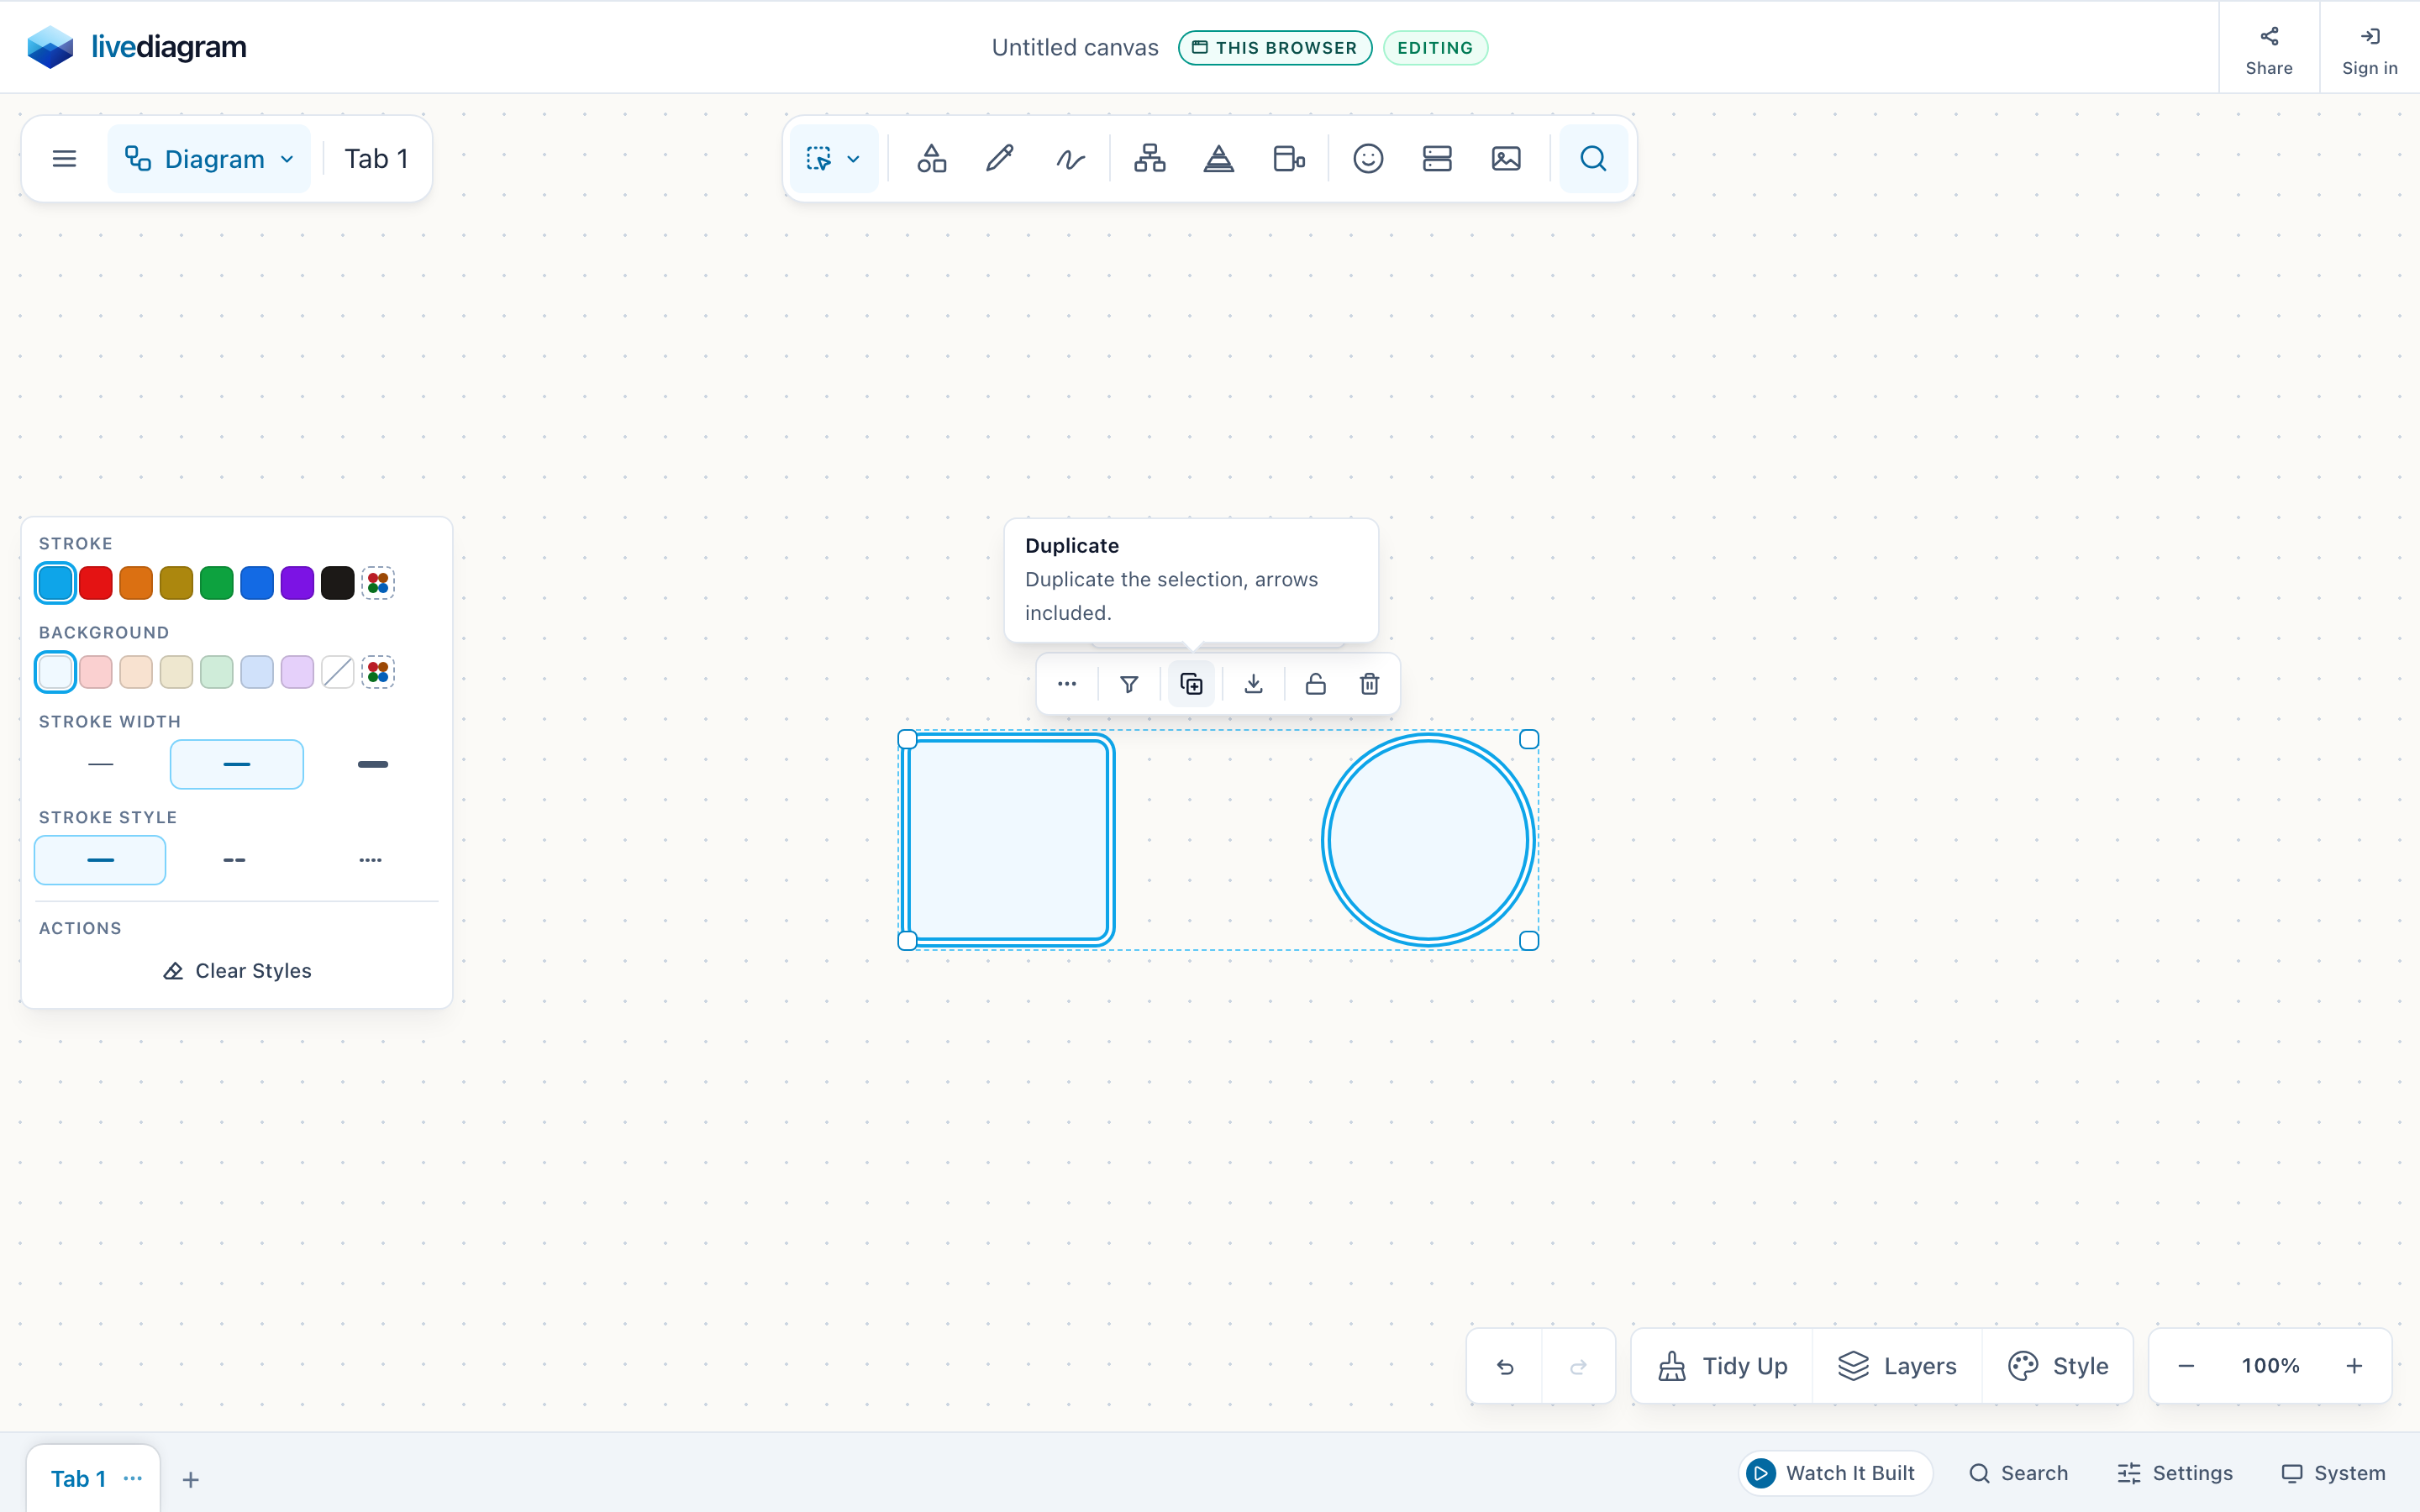 livediagram
Untitled canvas
THIS BROWSER
EDITING
Share
Sign in
Diagram
Tab 1
STROKE
BACKGROUND
STROKE WIDTH
STROKE STYLE
ACTIONS
Clear Styles
Duplicate
Duplicate the selection, arrows
included.
Tidy Up
Layers
Style
100%
Tab 1
Watch It Built
Search
Settings
System